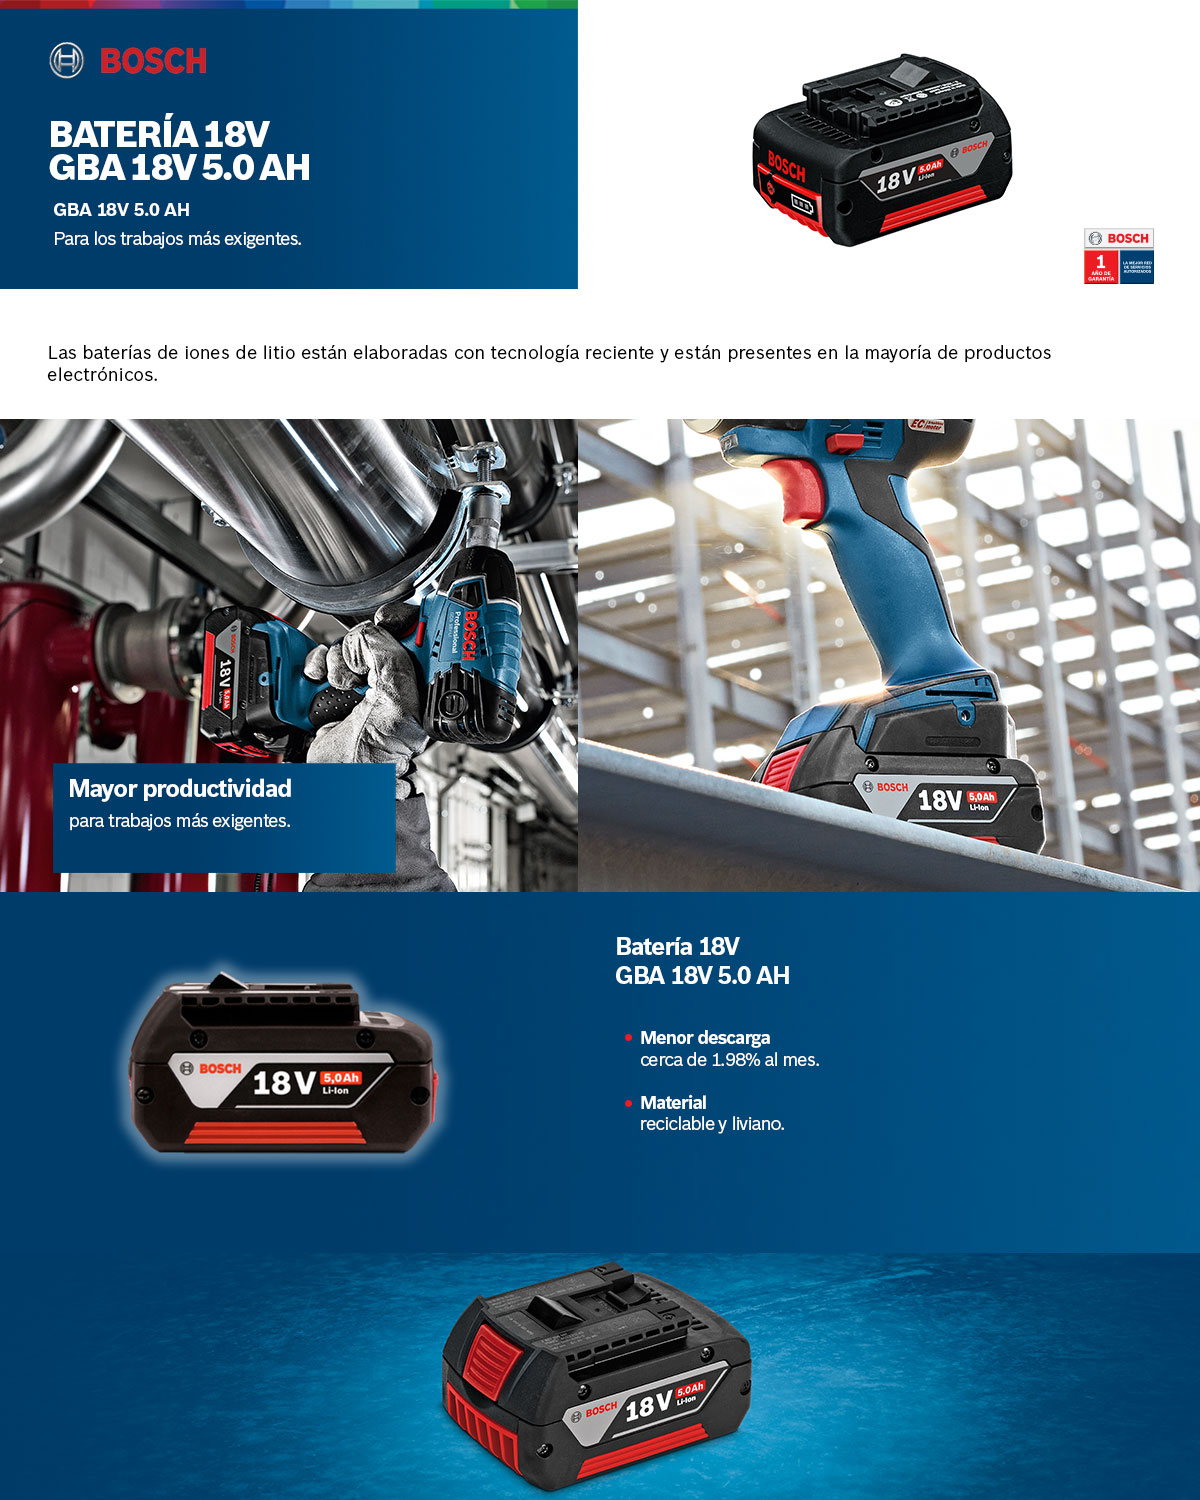 BOSCH
BATERÍA 18V
GBA 18V 5.0 AH
GBA 18V 5.0 AH
Para los trabajos más exigentes.
BOSCH
18V 5.0Ah
Li-Ion
BOSCH
BOSCH
1
AÑO DE
GARANTÍA
LA MEJOR RED
DE SERVICIOS
AUTORIZADOS
Las baterías de iones de litio están elaboradas con tecnología reciente y están presentes en la mayoría de productos
electrónicos.
BOSCH
Professional
BOSCH
18V 5.0Ah
Li-Ion
EC
BOSCH
18V 5,0Ah
Li-Ion
Mayor productividad
para trabajos más exigentes.
Batería 18V
GBA 18V 5.0 AH
Menor descarga
cerca de 1.98% al mes.
Material
reciclable y liviano.
BOSCH
18V 5,0Ah
Li-Ion
BOSCH
18V 5.0Ah
Li-Ion